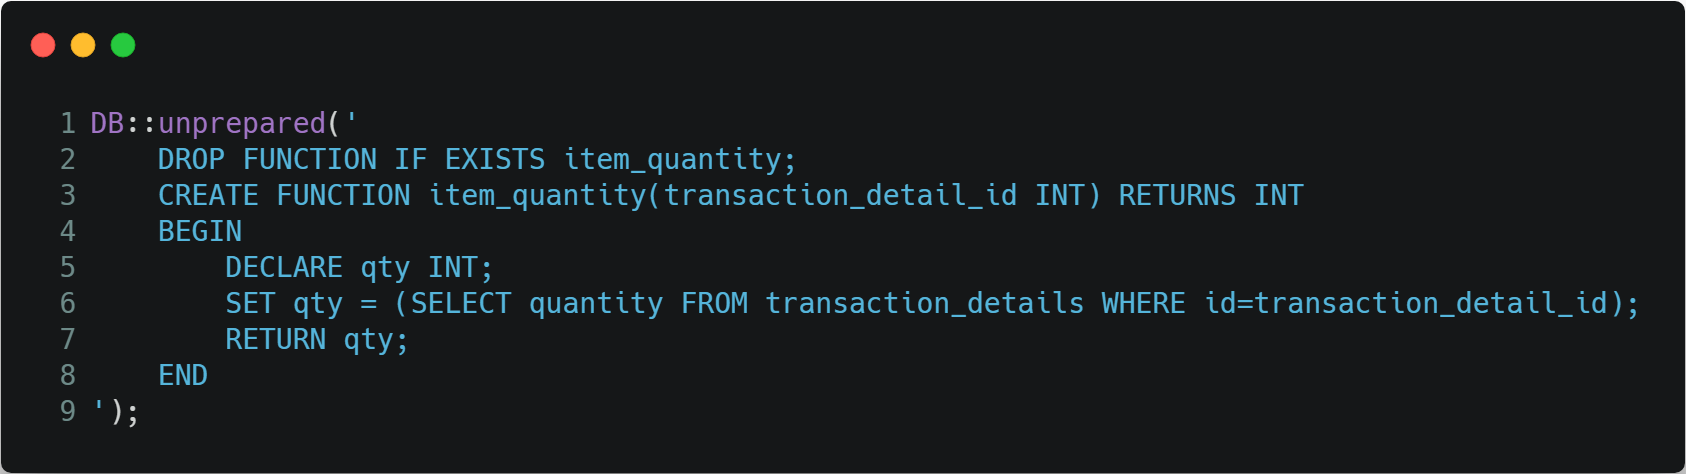 1 DB::unprepared('
2     DROP FUNCTION IF EXISTS item_quantity;
3     CREATE FUNCTION item_quantity(transaction_detail_id INT) RETURNS INT
4     BEGIN
5         DECLARE qty INT;
6         SET qty = (SELECT quantity FROM transaction_details WHERE id=transaction_detail_id);
7         RETURN qty;
8     END
9 ');